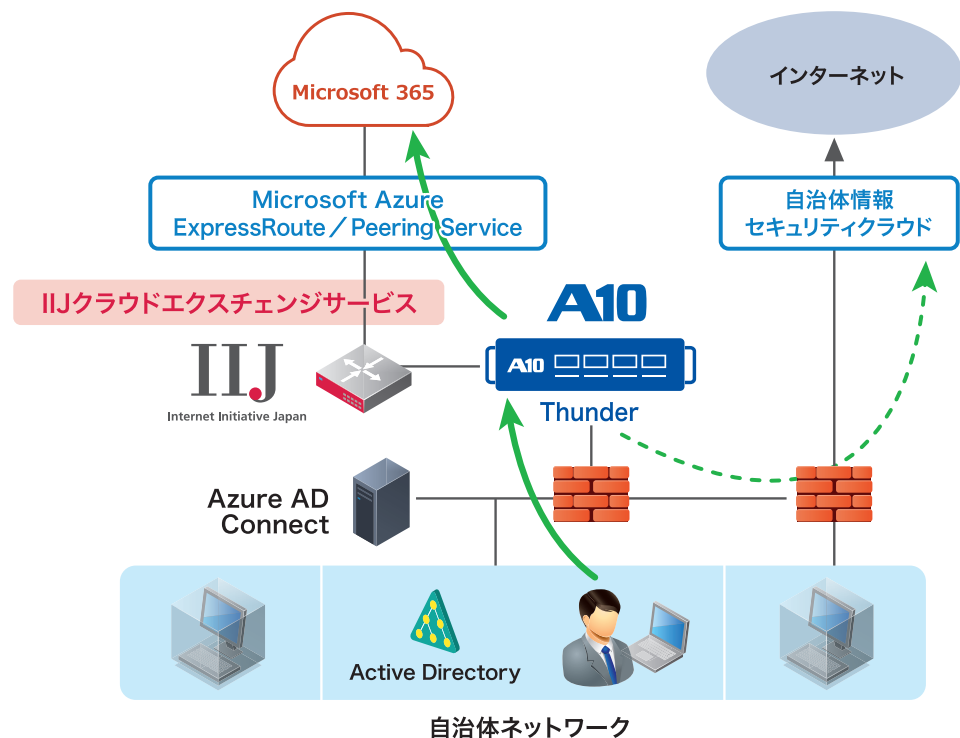 Microsoft 365
インターネット
Microsoft Azure
ExpressRoute／Peering Service
自治体情報
セキュリティクラウド
IIJクラウドエクスチェンジサービス
A10
IIJ
Internet Initiative Japan
A10
Thunder
Azure AD
Connect
Active Directory
自治体ネットワーク